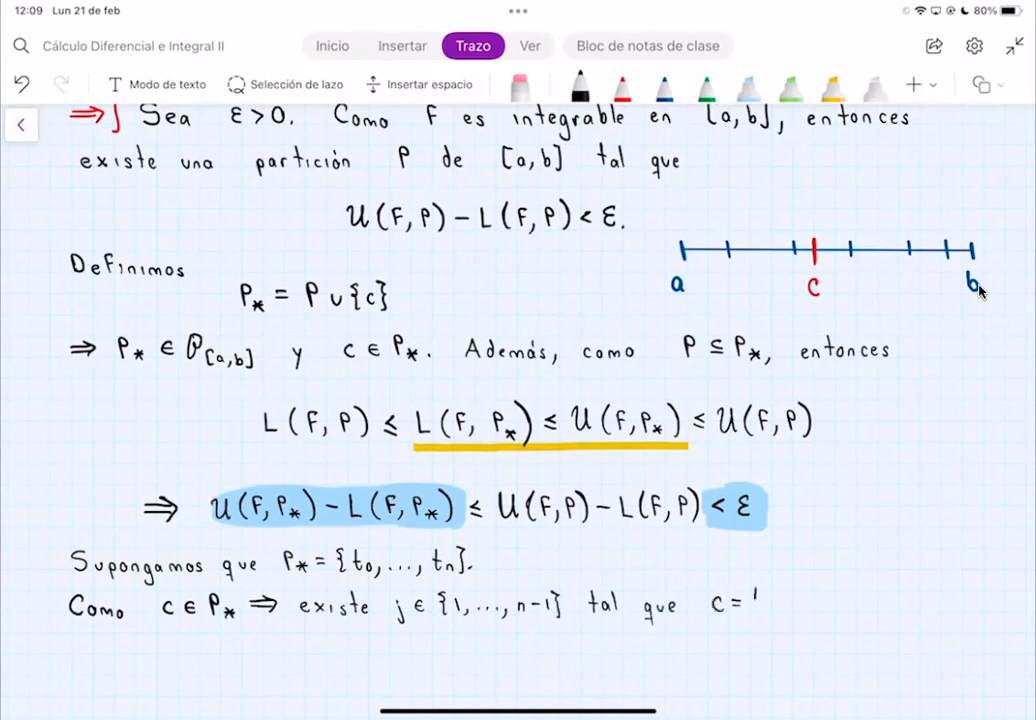 12:09 Lun 21 de feb
80%
Cálculo Diferencial e Integral II
Inicio Insertar Trazo Ver Bloc de notas de clase
Modo de texto Selección de lazo Insertar espacio
⇒] Sea ε>0. Como f es integrable en [a,b], entonces
existe una partición P de [a,b] tal que
U(f,P)-L(f,P)<ε.
a c b
Definimos
P* = P∪{c}
⇒ P* ∈ 𝒫[a,b] y c∈P*. Además, como P⊆P*, entonces
L(f,P) ≤ L(f,P*) ≤ U(f,P*) ≤ U(f,P)
⇒ U(f,P*)-L(f,P*) ≤ U(f,P)-L(f,P) < ε
Supongamos que P*={t0,...,tn}.
Como c∈P* ⇒ existe j∈{1,...,n-1} tal que c=